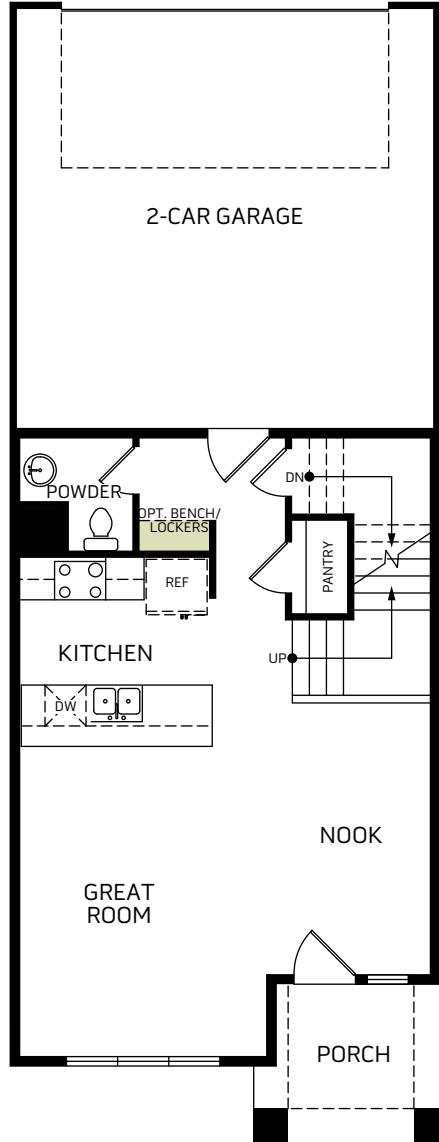 2-CAR GARAGE
DN
POWDER
OPT. BENCH/
LOCKERS
PANTRY
REF
KITCHEN
UP
DW
NOOK
GREAT
ROOM
PORCH